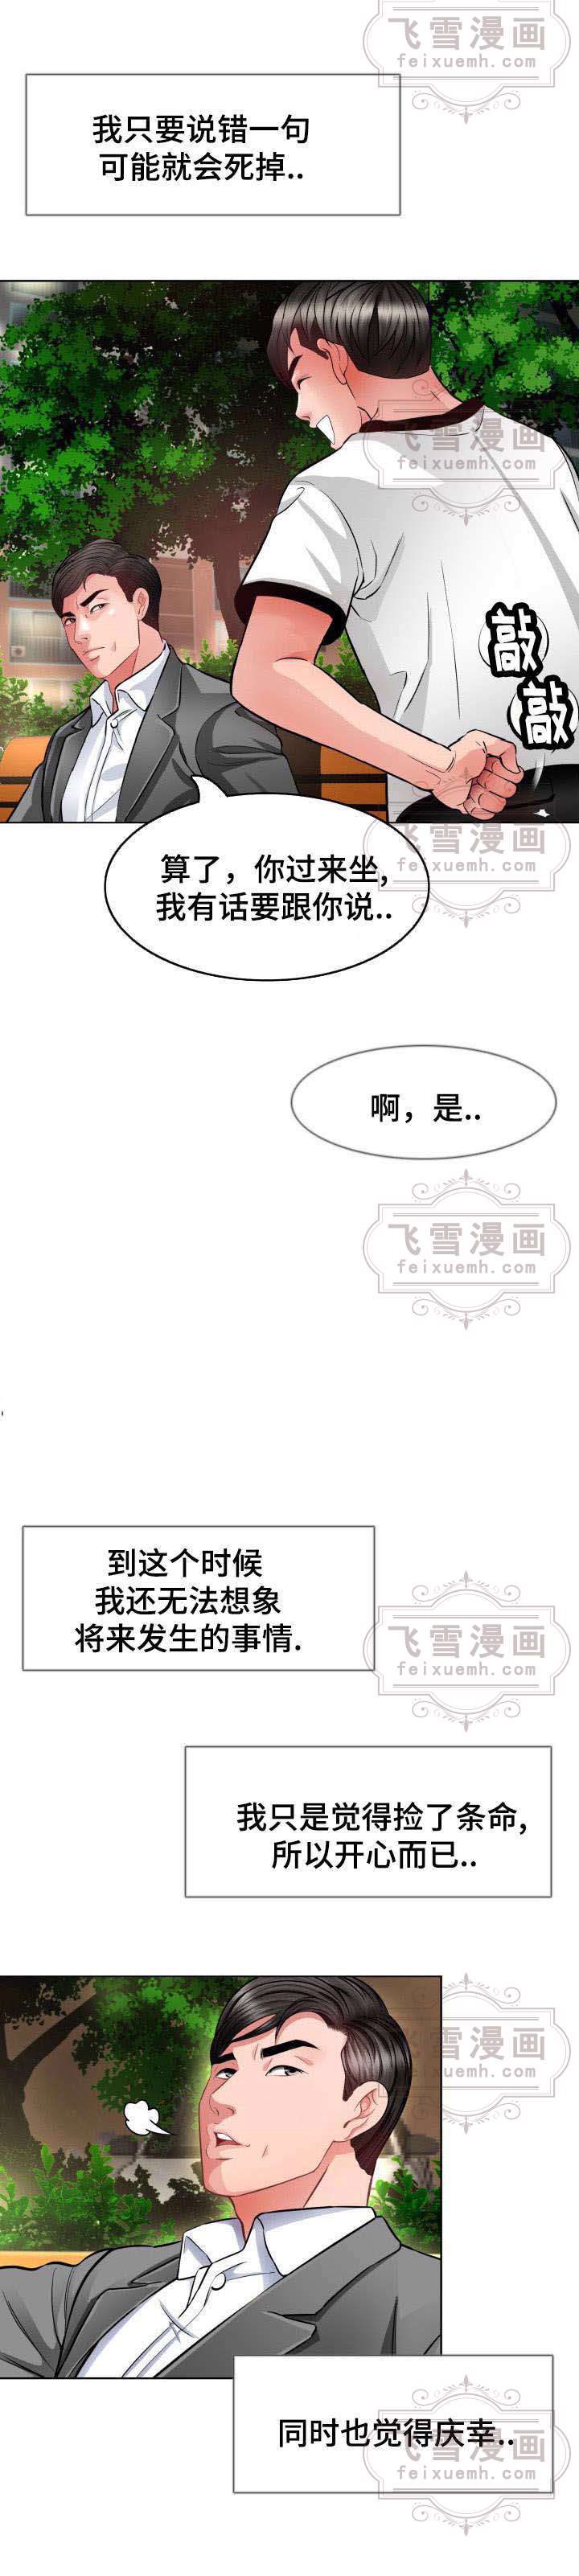 飞雪漫画
feixuemh.com
我只要说错一句
可能就会死掉..
飞雪漫画
feixuemh.com
敲
敲
飞雪漫画
feixuemh.com
算了，你过来坐,
我有话要跟你说..
啊，是..
飞雪漫画
feixuemh.com
到这个时候
我还无法想象
将来发生的事情.
飞雪漫画
feixuemh.com
我只是觉得捡了条命,
所以开心而已..
飞雪漫画
feixuemh.com
同时也觉得庆幸..
飞雪漫画
feixuemh.com